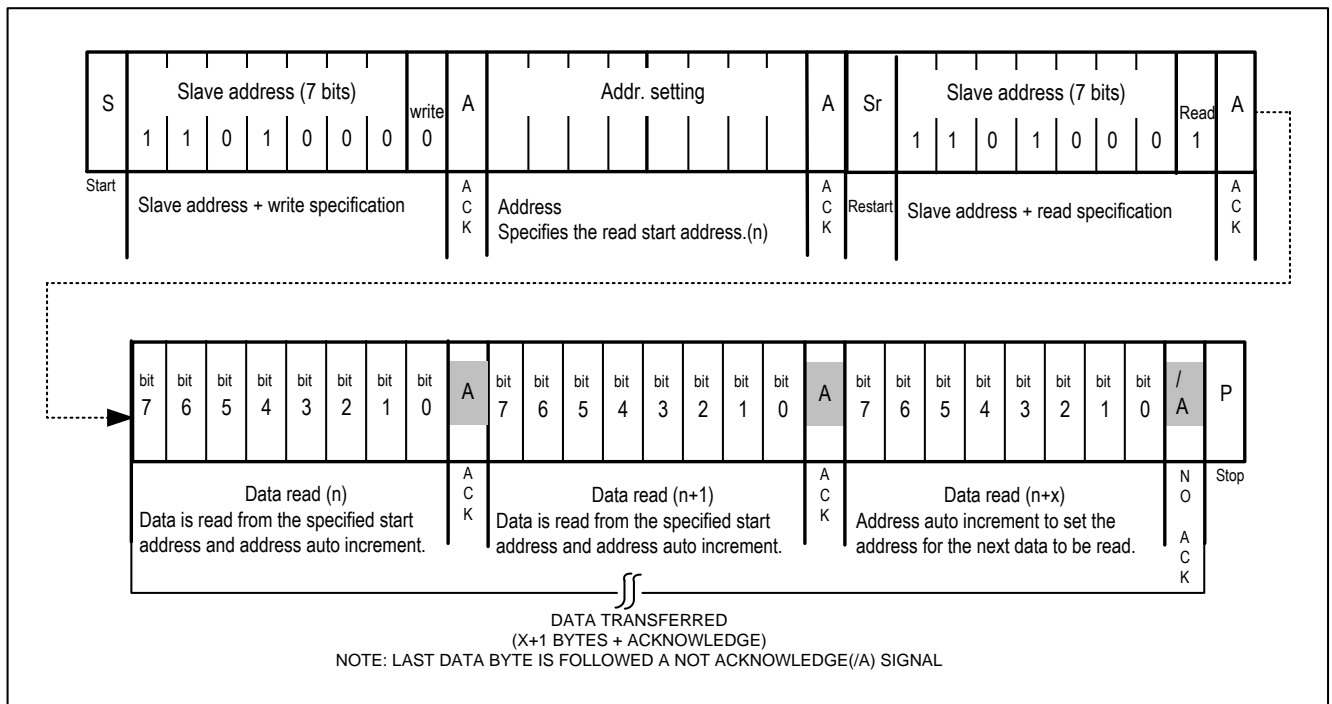 S
Slave address (7 bits)
write
A
Addr. setting
A
Sr
Slave address (7 bits)
Read
A
1 1 0 1 0 0 0 0
1 1 0 1 0 0 0 1
Start
Slave address + write specification
ACK
Address
Specifies the read start address.(n)
ACK
Restart
Slave address + read specification
ACK
bit 7 bit 6 bit 5 bit 4 bit 3 bit 2 bit 1 bit 0
A
bit 7 bit 6 bit 5 bit 4 bit 3 bit 2 bit 1 bit 0
A
bit 7 bit 6 bit 5 bit 4 bit 3 bit 2 bit 1 bit 0
/A
P
Data read (n)
Data is read from the specified start
address and address auto increment.
ACK
Data read (n+1)
Data is read from the specified start
address and address auto increment.
ACK
Data read (n+x)
Address auto increment to set the
address for the next data to be read.
NO ACK
Stop
DATA TRANSFERRED
(X+1 BYTES + ACKNOWLEDGE)
NOTE: LAST DATA BYTE IS FOLLOWED A NOT ACKNOWLEDGE(/A) SIGNAL